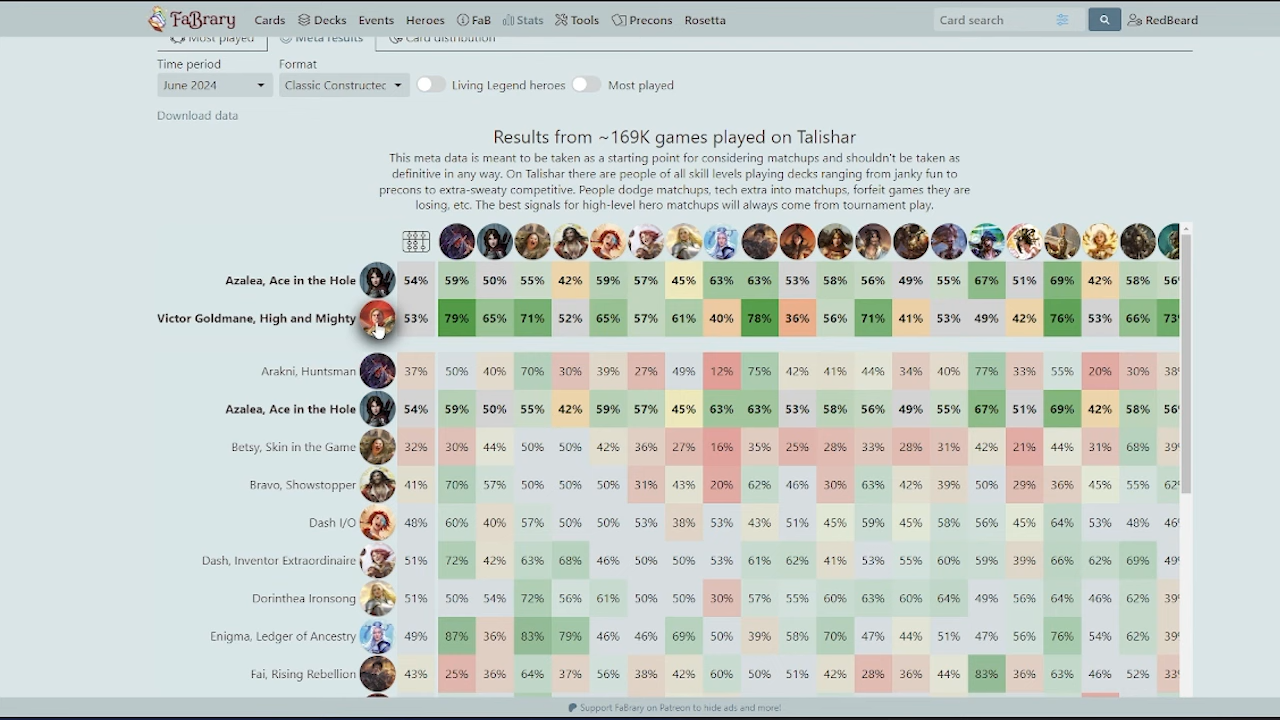 FaBrary Cards Decks Events Heroes FaB Stats Tools Precons Rosetta Card search RedBeard
Most played Meta results Card distribution
Time period Format
June 2024 Classic Constructec Living Legend heroes Most played
Download data
Results from ~169K games played on Talishar
This meta data is meant to be taken as a starting point for considering matchups and shouldn't be taken as
definitive in any way. On Talishar there are people of all skill levels playing decks ranging from janky fun to
precons to extra-sweaty competitive. People dodge matchups, tech extra into matchups, forfeit games they are
losing, etc. The best signals for high-level hero matchups will always come from tournament play.
Azalea, Ace in the Hole 54% 59% 50% 55% 42% 59% 57% 45% 63% 63% 53% 58% 56% 49% 55% 67% 51% 69% 42% 58% 56
Victor Goldmane, High and Mighty 53% 79% 65% 71% 52% 65% 57% 61% 40% 78% 36% 56% 71% 41% 53% 49% 42% 76% 53% 66% 73
Arakni, Huntsman 37% 50% 40% 70% 30% 39% 27% 49% 12% 75% 42% 41% 44% 34% 40% 77% 33% 55% 20% 30% 38
Azalea, Ace in the Hole 54% 59% 50% 55% 42% 59% 57% 45% 63% 63% 53% 58% 56% 49% 55% 67% 51% 69% 42% 58% 56
Betsy, Skin in the Game 32% 30% 44% 50% 50% 42% 36% 27% 16% 35% 25% 28% 33% 28% 31% 42% 21% 44% 31% 68% 39
Bravo, Showstopper 41% 70% 57% 50% 50% 50% 31% 43% 20% 62% 46% 30% 63% 42% 39% 50% 29% 36% 45% 55% 62
Dash I/O 48% 60% 40% 57% 50% 50% 53% 38% 53% 43% 51% 45% 59% 45% 58% 56% 45% 64% 53% 48% 46
Dash, Inventor Extraordinaire 51% 72% 42% 63% 68% 46% 50% 50% 53% 61% 62% 41% 53% 55% 60% 59% 39% 66% 62% 69% 49
Dorinthea Ironsong 51% 50% 54% 72% 56% 61% 50% 50% 30% 57% 55% 60% 63% 60% 64% 49% 56% 64% 46% 62% 39
Enigma, Ledger of Ancestry 49% 87% 36% 83% 79% 46% 46% 69% 50% 39% 58% 70% 47% 44% 51% 47% 56% 76% 54% 62% 39
Fai, Rising Rebellion 43% 25% 36% 64% 37% 56% 38% 42% 60% 50% 51% 42% 28% 36% 44% 83% 36% 63% 46% 52% 33
Support FaBrary on Patreon to hide ads and more!